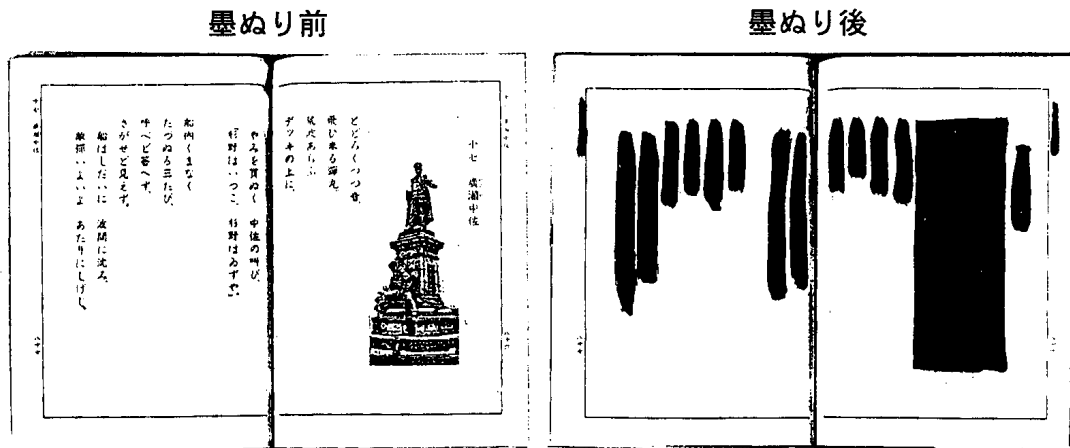 墨ぬり前
墨ぬり後
十七 廣瀬中佐
とどろくつつ音、
飛び來る彈丸。
荒波あらふ
デッキの上に、
やみを貫ぬく 中佐の叫び、
「杉野はいづこ、杉野はゐずや。」
船内くまなく
たづぬる三たび、
呼べど答へず、
さがせど見えず。
船はしだいに 波間に沈み、
敵彈いよいよ あたりにしげし。